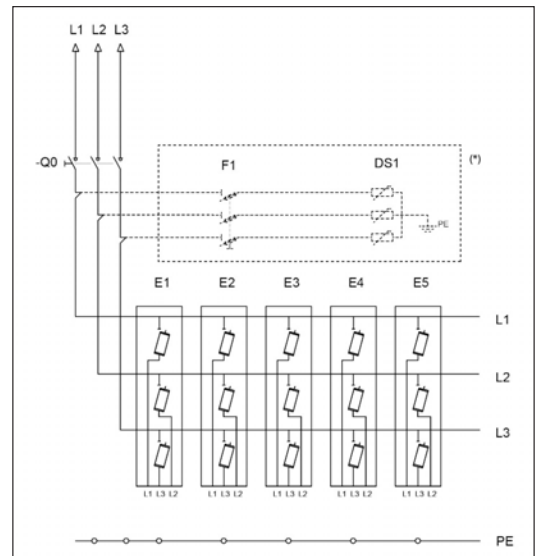 L1 L2 L3
-Q0
F1 DS1 (*)
PE
E1 E2 E3 E4 E5
L1
L2
L3
L1 L3 L2 L1 L3 L2 L1 L3 L2 L1 L3 L2 L1 L3 L2
PE